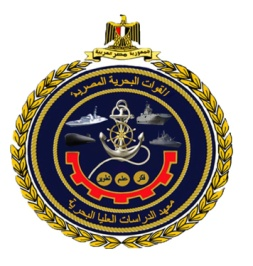 جمهورية مصر العربية
القوات البحرية المصرية
فكر علم تفوق
معهد الدراسات العليا البحرية